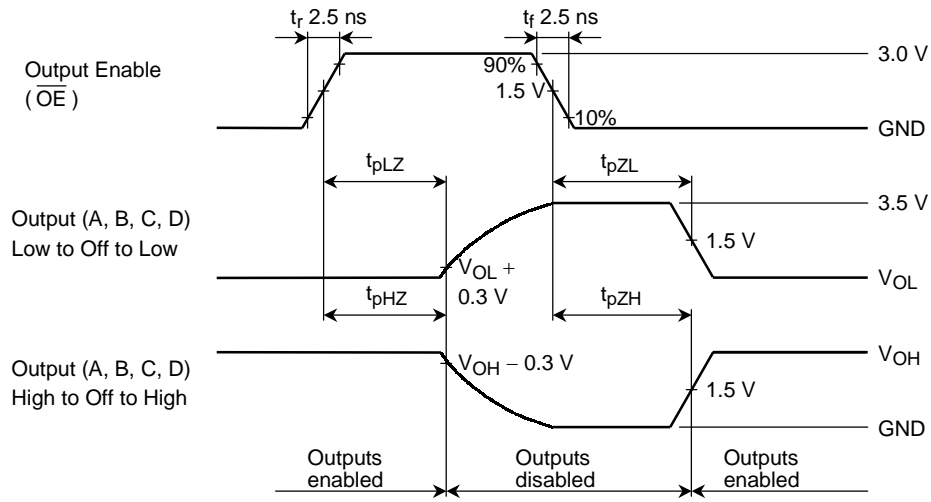 tr 2.5 ns
tf 2.5 ns
Output Enable
( OE )
90%
1.5 V
10%
3.0 V
GND
tpLZ
tpZL
Output (A, B, C, D)
Low to Off to Low
3.5 V
1.5 V
VOL
VOL +
0.3 V
tpHZ
tpZH
Output (A, B, C, D)
High to Off to High
VOH – 0.3 V
VOH
1.5 V
GND
Outputs
enabled
Outputs
disabled
Outputs
enabled